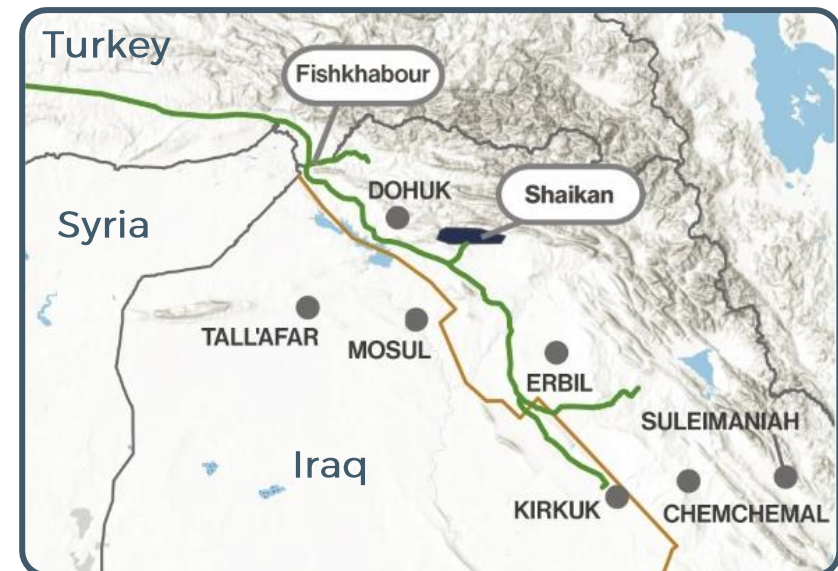 Turkey
Fishkhabour
DOHUK
Shaikan
Syria
TALL'AFAR
MOSUL
ERBIL
SULEIMANIAH
Iraq
KIRKUK
CHEMCHEMAL